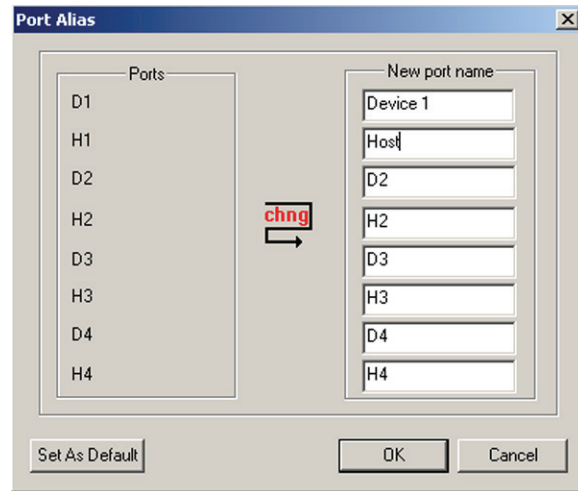 Port Alias
Ports New port name
D1 Device 1
H1 Host
D2 D2
H2 chng H2
D3 D3
H3 H3
D4 D4
H4 H4
Set As Default OK Cancel